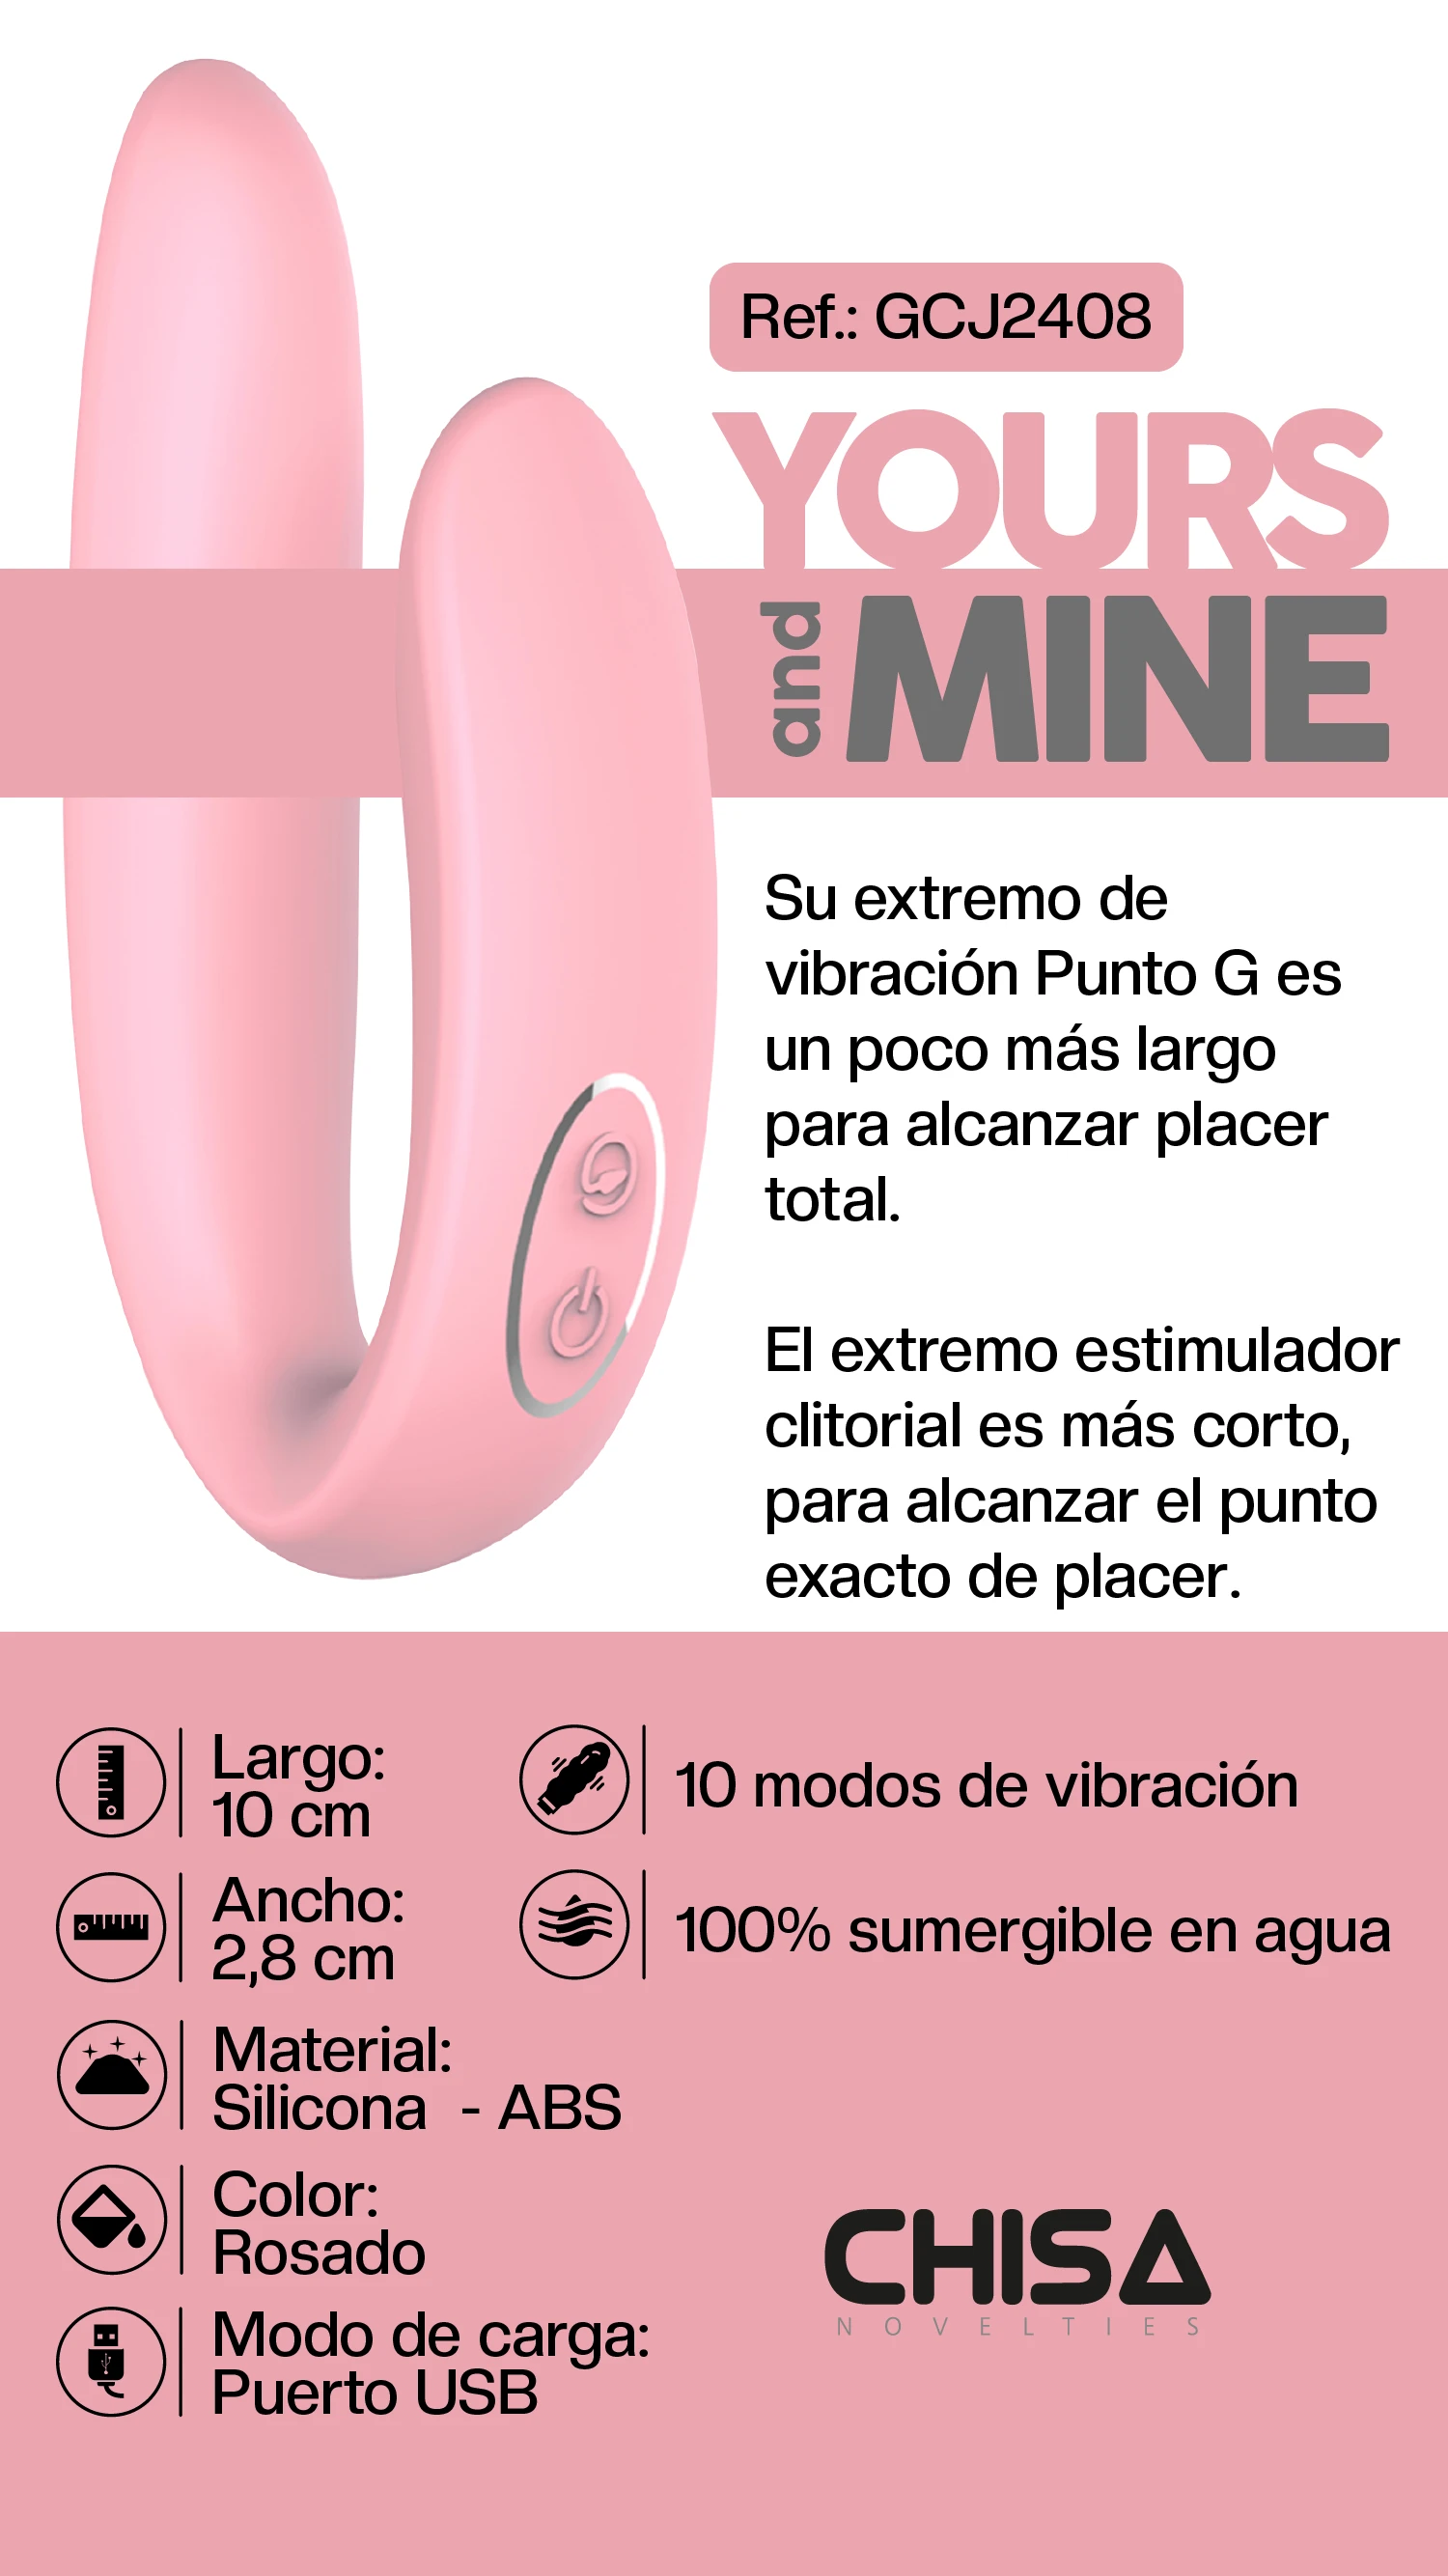 Ref.: GCJ2408
YOURS
and MINE
Su extremo de
vibración Punto G es
un poco más largo
para alcanzar placer
total.
El extremo estimulador
clitorial es más corto,
para alcanzar el punto
exacto de placer.
Largo:
10 cm
Ancho:
2,8 cm
Material:
Silicona - ABS
Color:
Rosado
Modo de carga:
Puerto USB
10 modos de vibración
100% sumergible en agua
CHISA
NOVELTIES